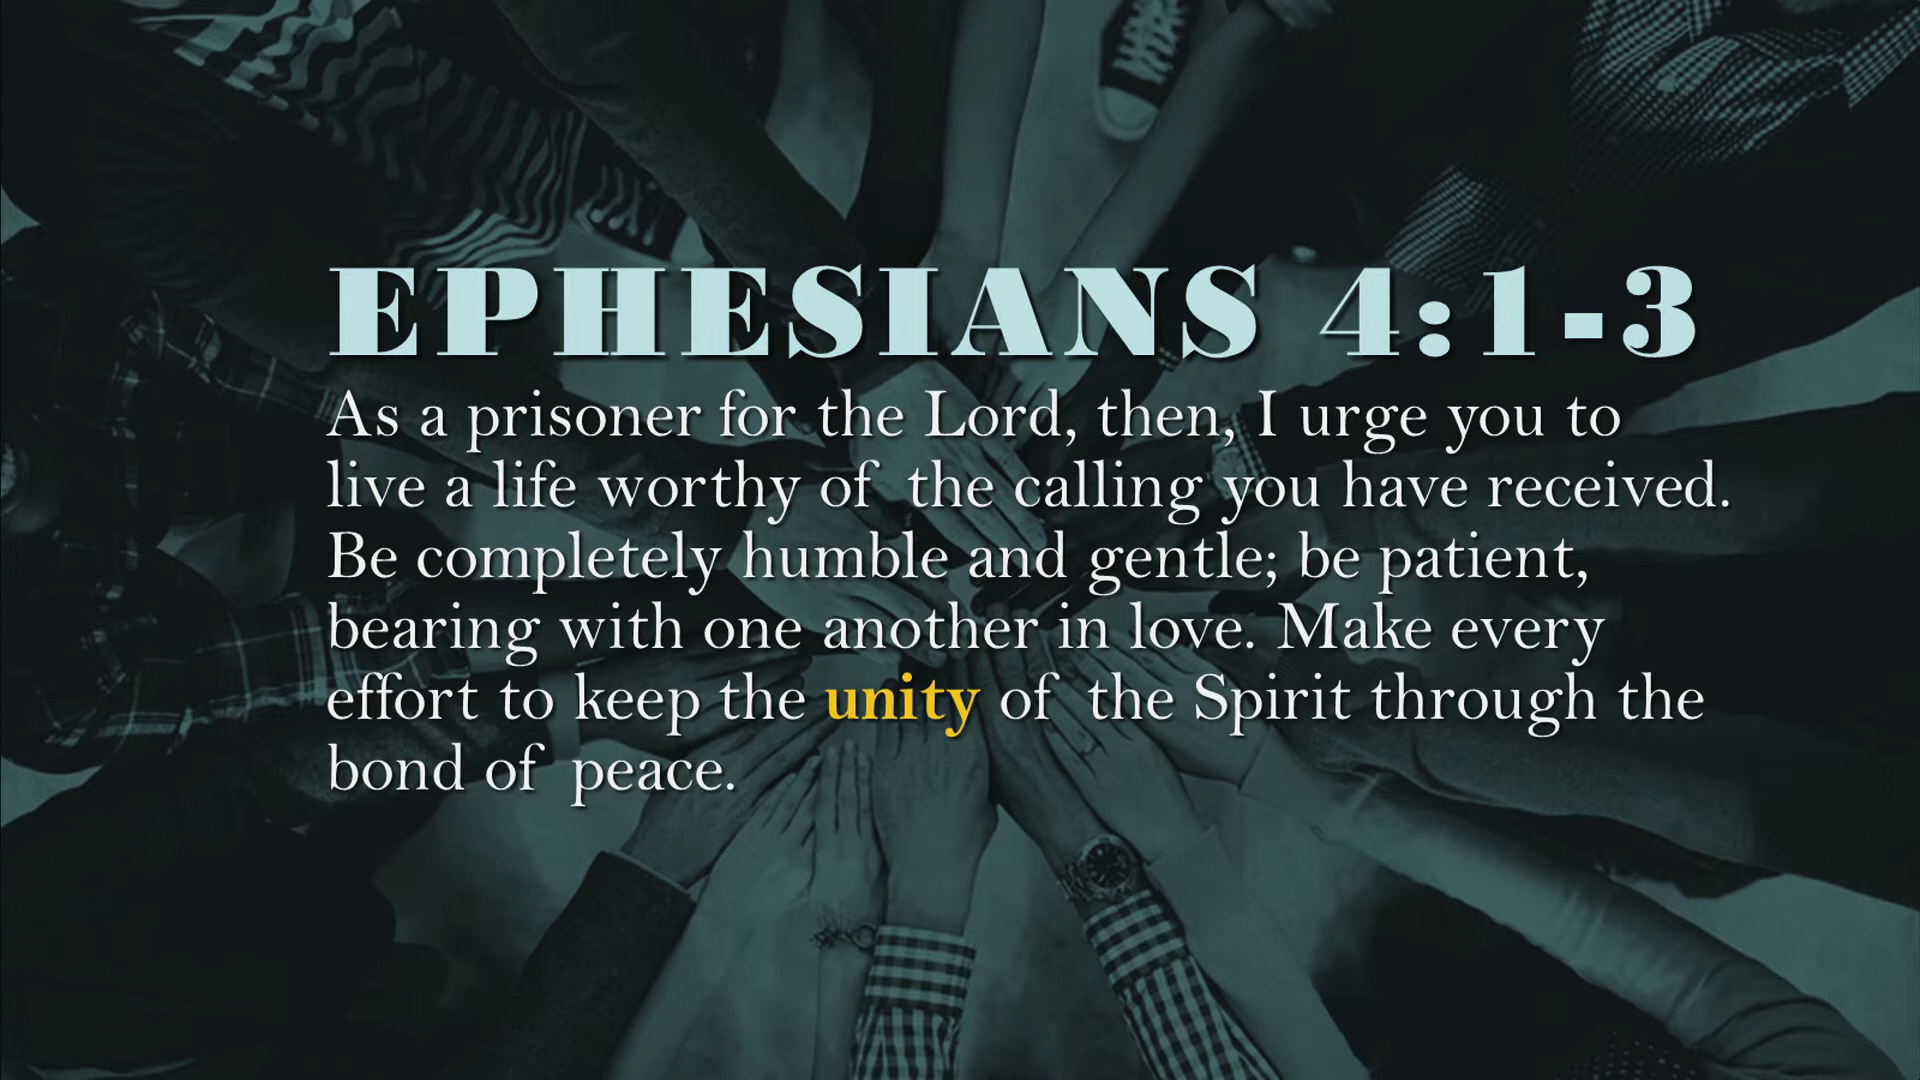 EPHESIANS 4:1-3
As a prisoner for the Lord, then, I urge you to
live a life worthy of the calling you have received.
Be completely humble and gentle; be patient,
bearing with one another in love. Make every
effort to keep the unity of the Spirit through the
bond of peace.